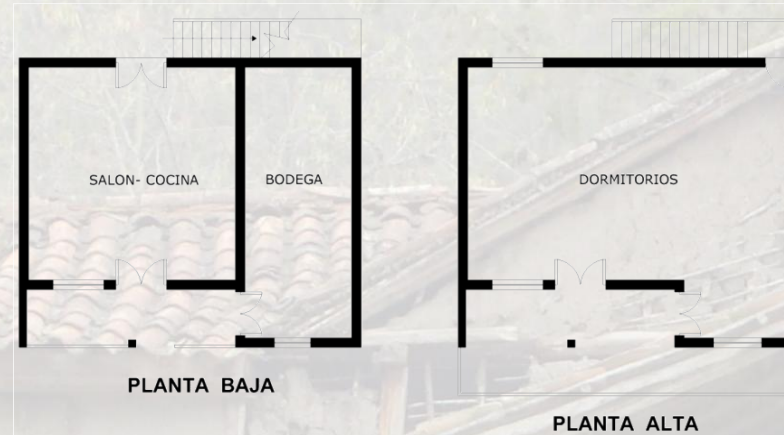 SALON- COCINA
BODEGA
PLANTA BAJA
DORMITORIOS
PLANTA ALTA